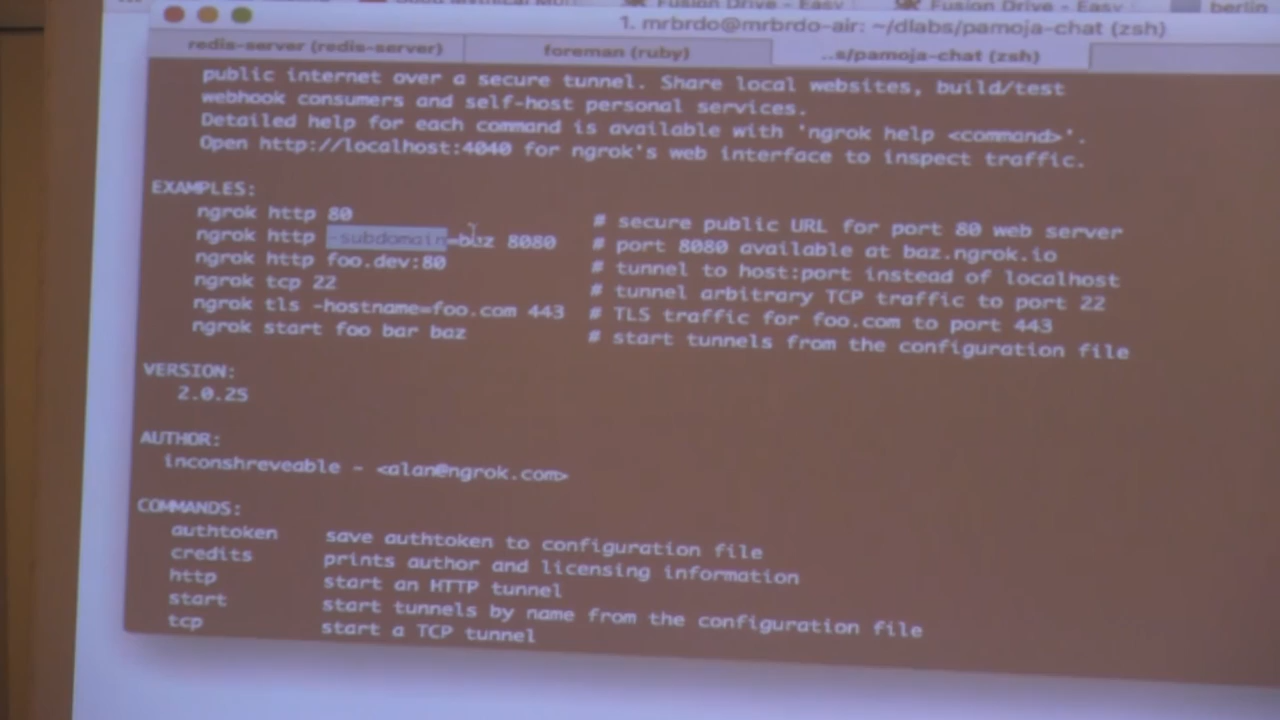 Fusion Drive - Easy
Fusion Drive - Easy
berlin
1. mrbrdo@mrbrdo-air: ~/dlabs/pamoja-chat (zsh)
redis-server (redis-server)
foreman (ruby)
..s/pamoja-chat (zsh)
public internet over a secure tunnel. Share local websites, build/test
webhook consumers and self-host personal services.
Detailed help for each command is available with 'ngrok help <command>'.
Open http://localhost:4040 for ngrok's web interface to inspect traffic.
EXAMPLES:
ngrok http 80 # secure public URL for port 80 web server
ngrok http -subdomain=baz 8080 # port 8080 available at baz.ngrok.io
ngrok http foo.dev:80 # tunnel to host:port instead of localhost
ngrok tcp 22 # tunnel arbitrary TCP traffic to port 22
ngrok tls -hostname=foo.com 443 # TLS traffic for foo.com to port 443
ngrok start foo bar baz # start tunnels from the configuration file
VERSION:
2.0.25
AUTHOR:
inconshreveable - <alan@ngrok.com>
COMMANDS:
authtoken save authtoken to configuration file
credits prints author and licensing information
http start an HTTP tunnel
start start tunnels by name from the configuration file
tcp start a TCP tunnel